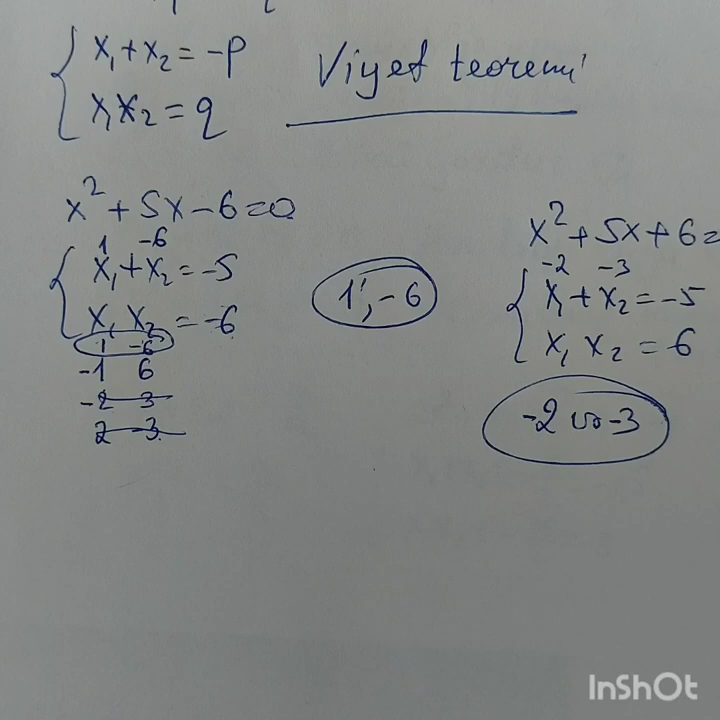 x₁+x₂ = -p
x₁x₂ = q
Viyet teoremi
x² + 5x - 6 = 0
1 -6
x₁+x₂ = -5
x₁ x₂ = -6
1 -6
-1 6
-2 3
2 -3
1; -6
x² + 5x + 6 =
-2 -3
x₁ + x₂ = -5
x₁ x₂ = 6
-2 və -3
InShOt